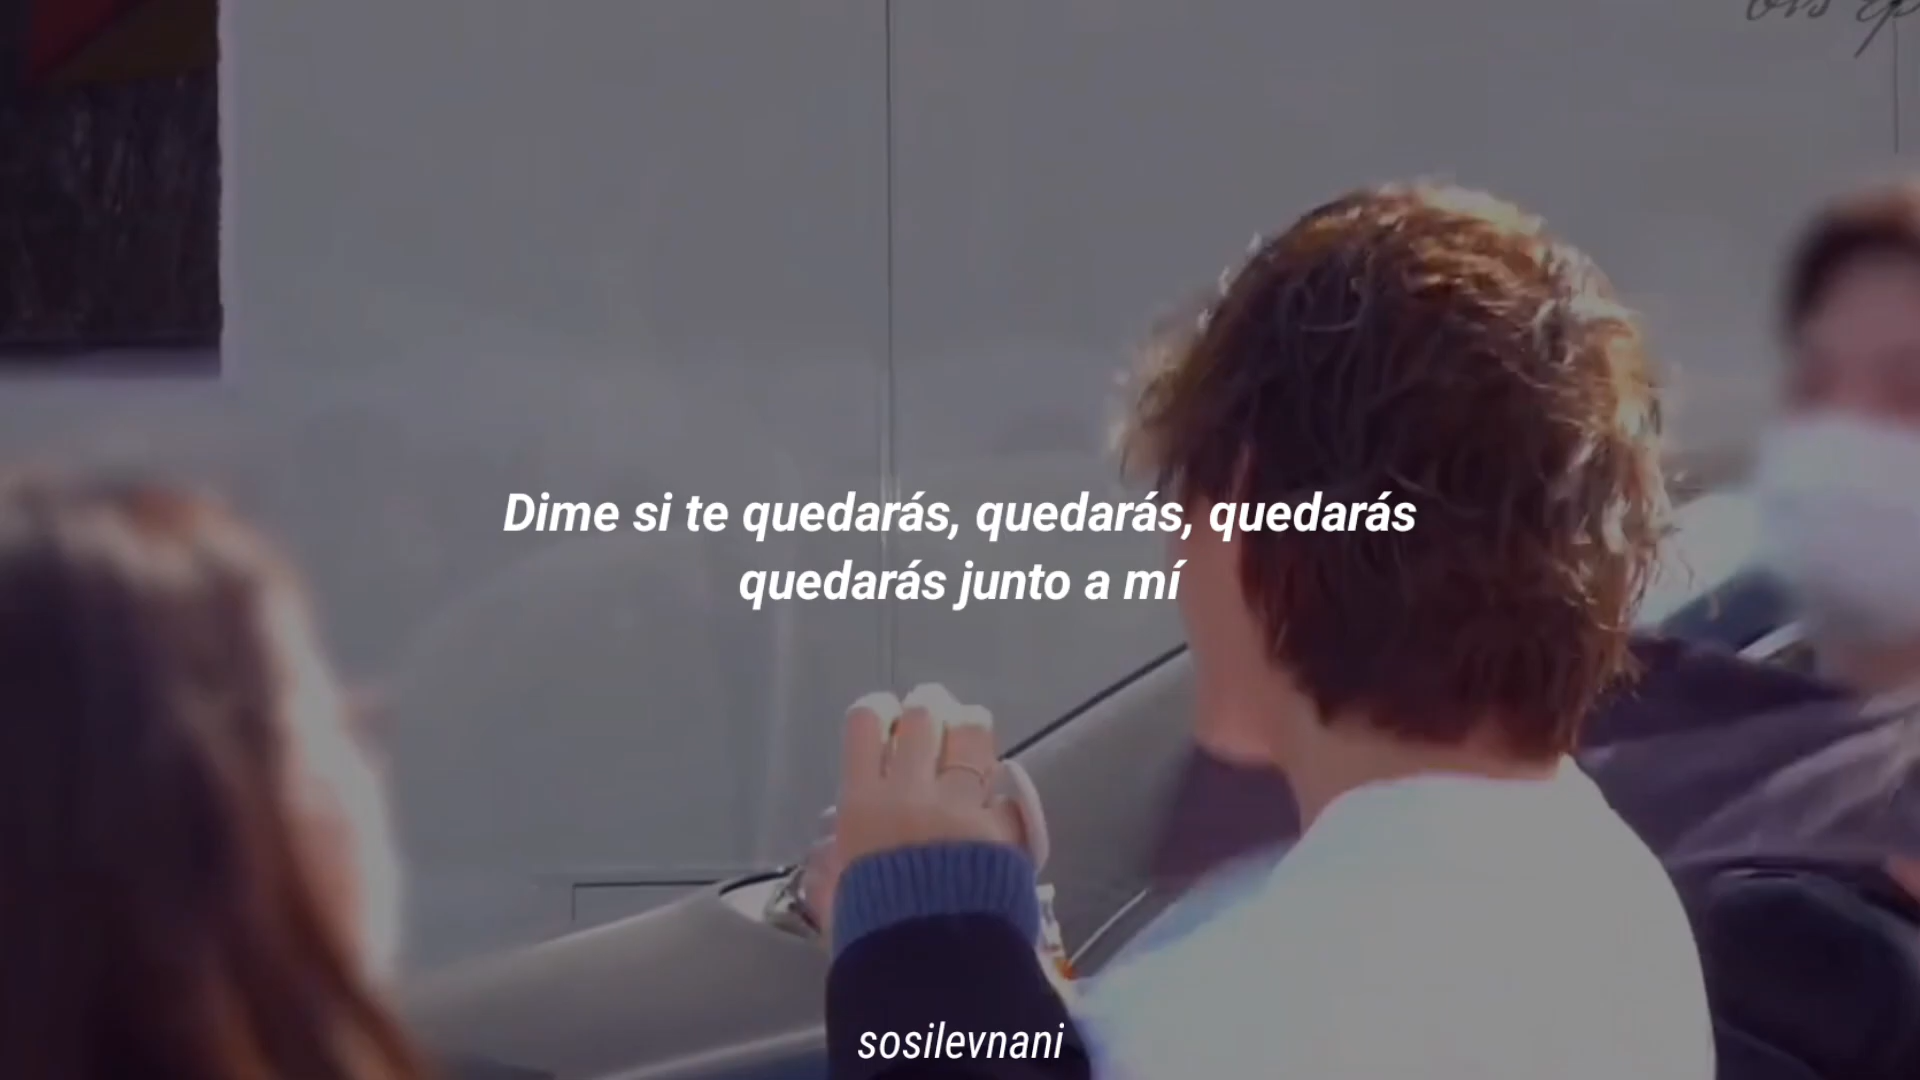 Dime si te quedarás, quedarás, quedarás
quedarás junto a mí
sosilevnani